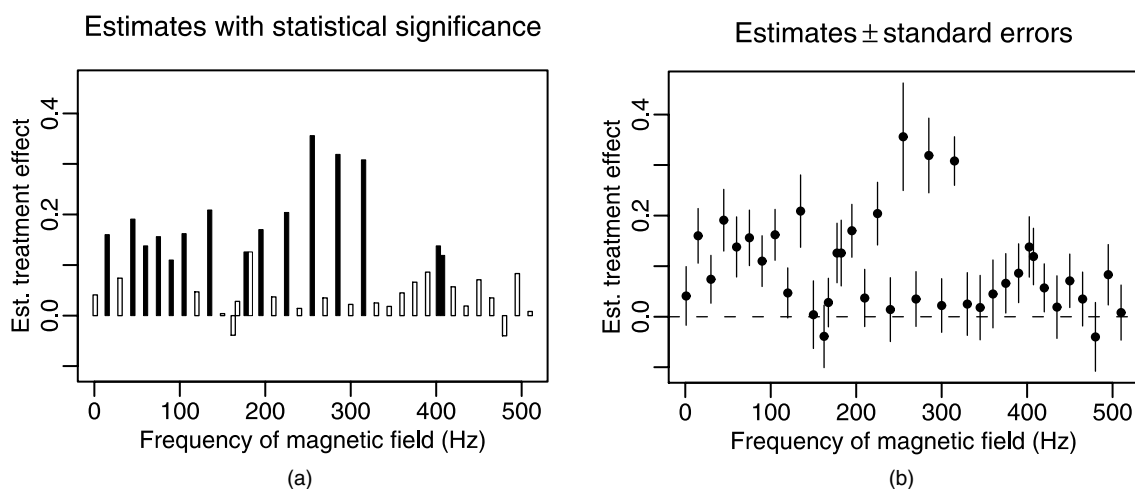 Estimates with statistical significance
Est. treatment effect
0.0 0.2 0.4
0 100 200 300 400 500
Frequency of magnetic field (Hz)
(a)
Estimates ± standard errors
Est. treatment effect
0.0 0.2 0.4
0 100 200 300 400 500
Frequency of magnetic field (Hz)
(b)